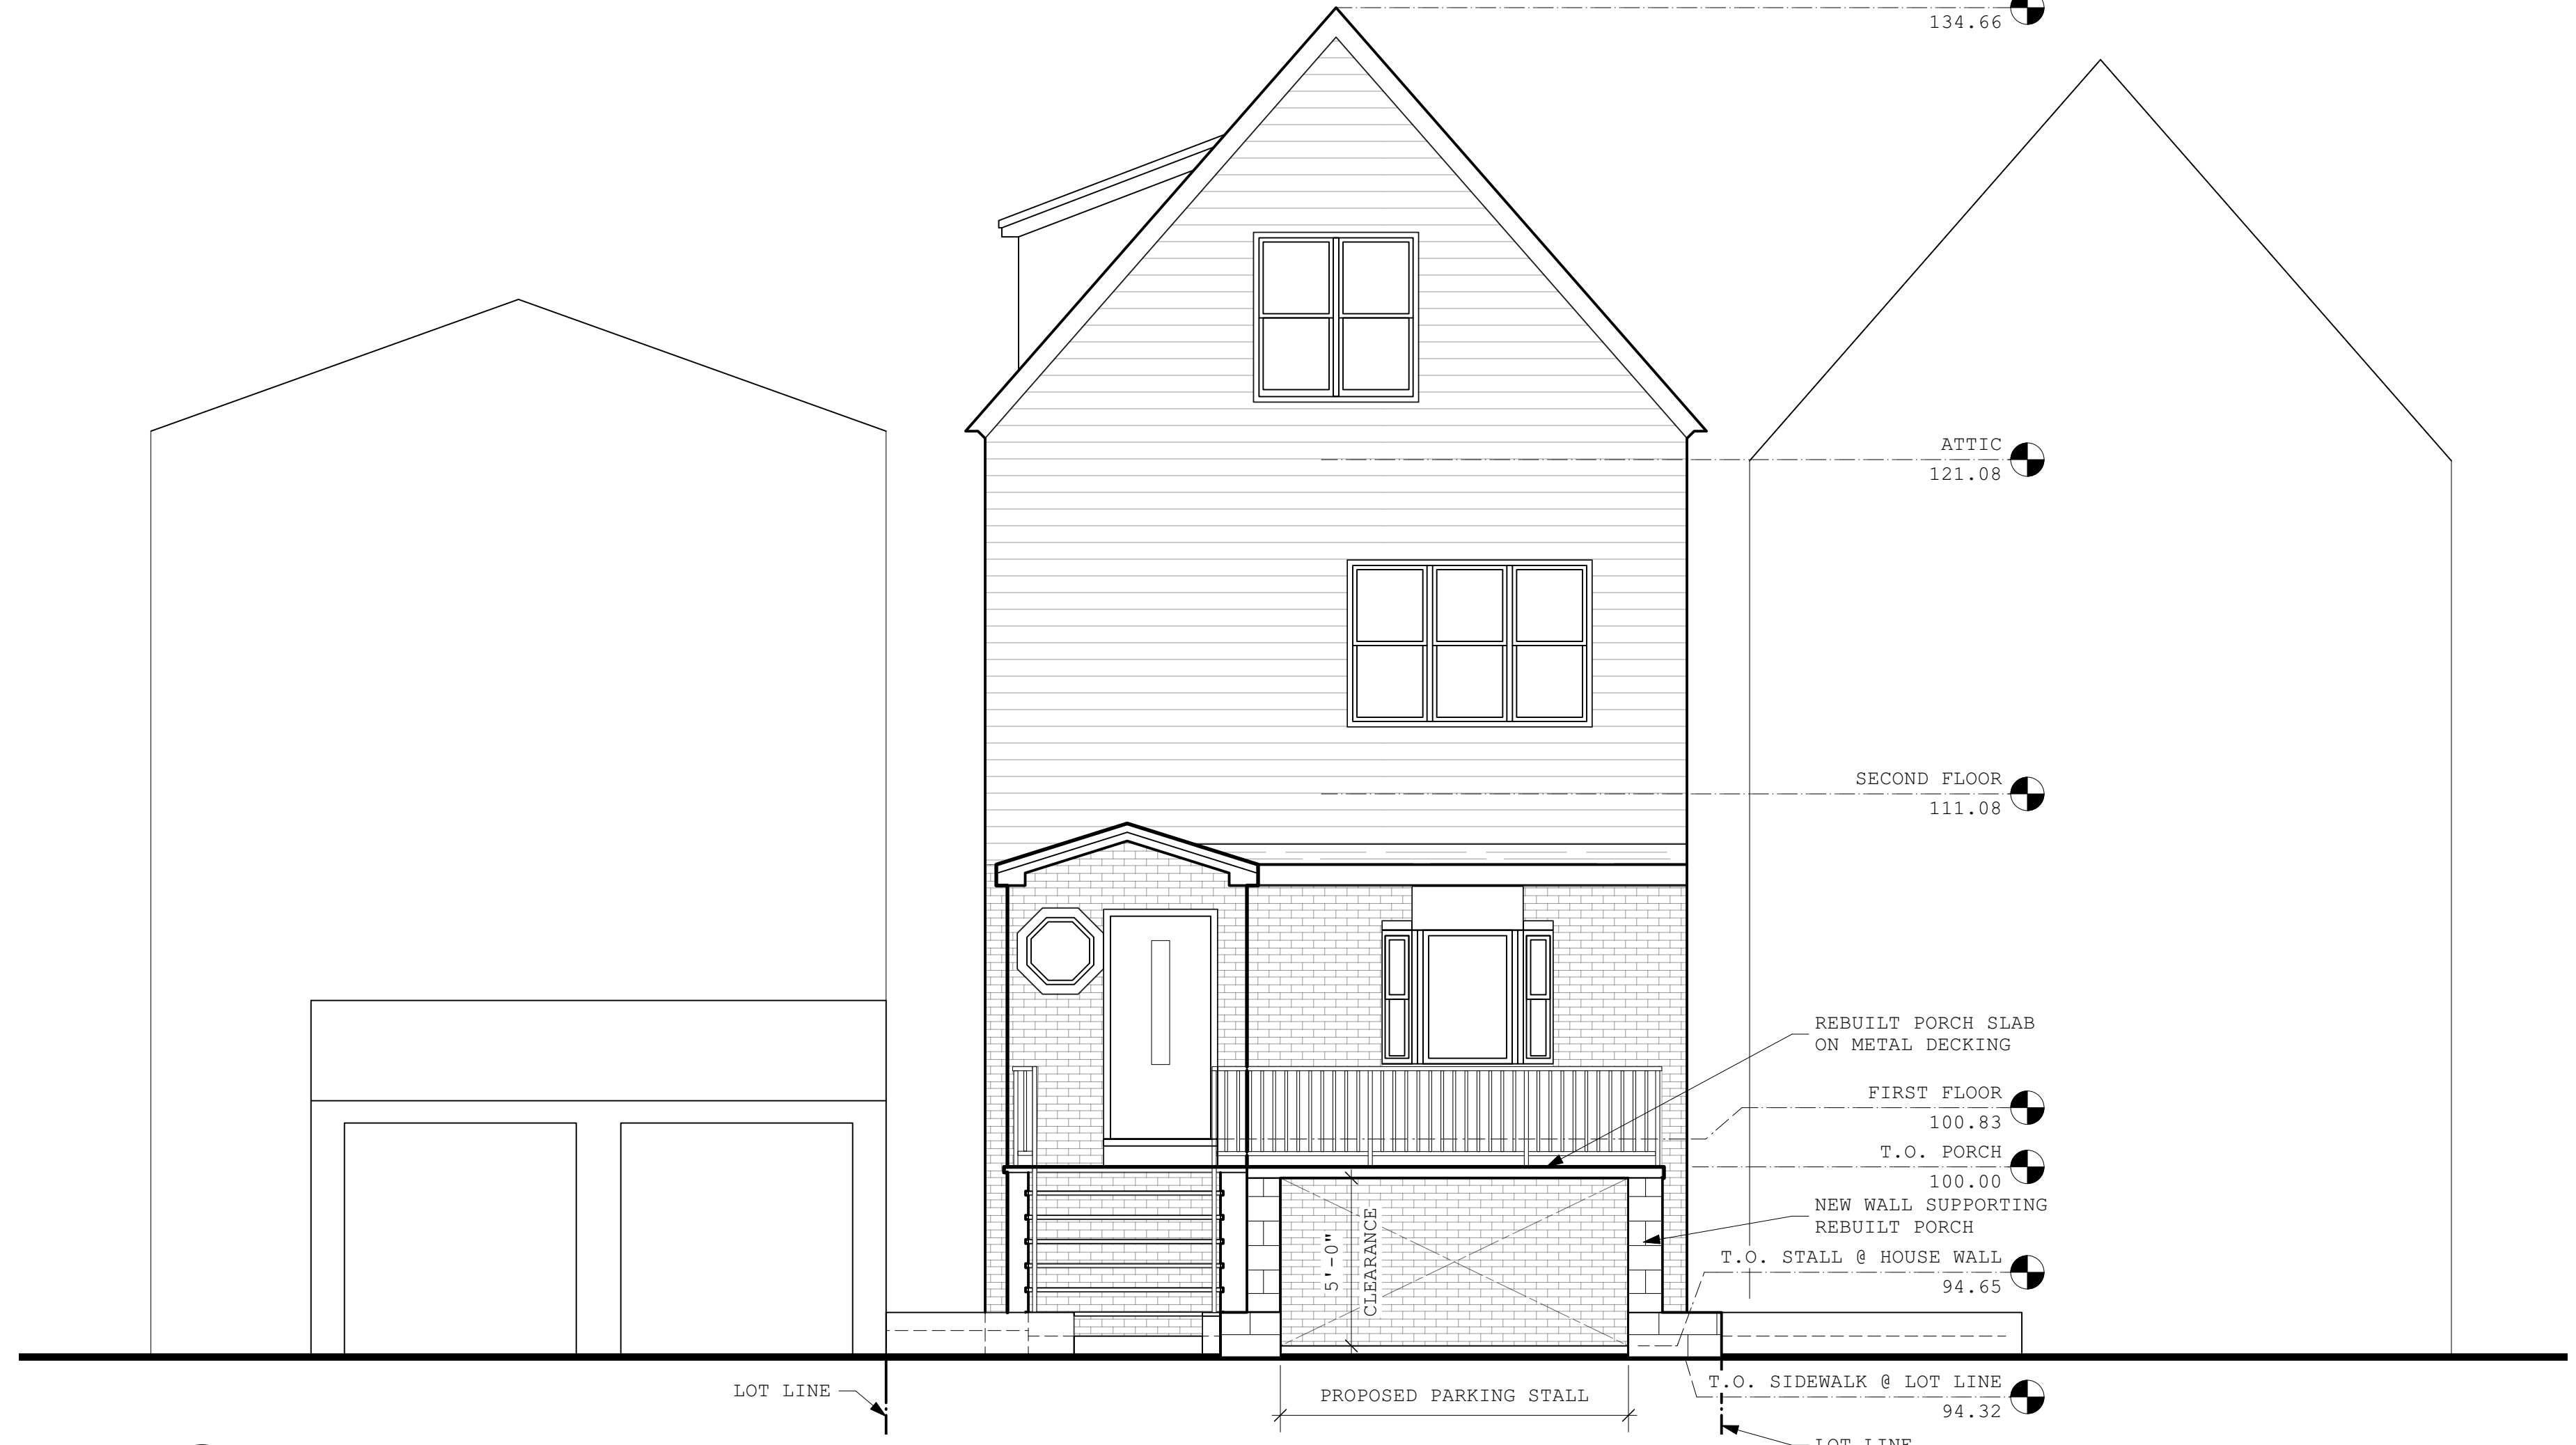 134.66
ATTIC
121.08
SECOND FLOOR
111.08
REBUILT PORCH SLAB
ON METAL DECKING
FIRST FLOOR
100.83
T.O. PORCH
100.00
NEW WALL SUPPORTING
REBUILT PORCH
5'-0"
CLEARANCE
T.O. STALL @ HOUSE WALL
94.65
LOT LINE
PROPOSED PARKING STALL
T.O. SIDEWALK @ LOT LINE
94.32
LOT LINE